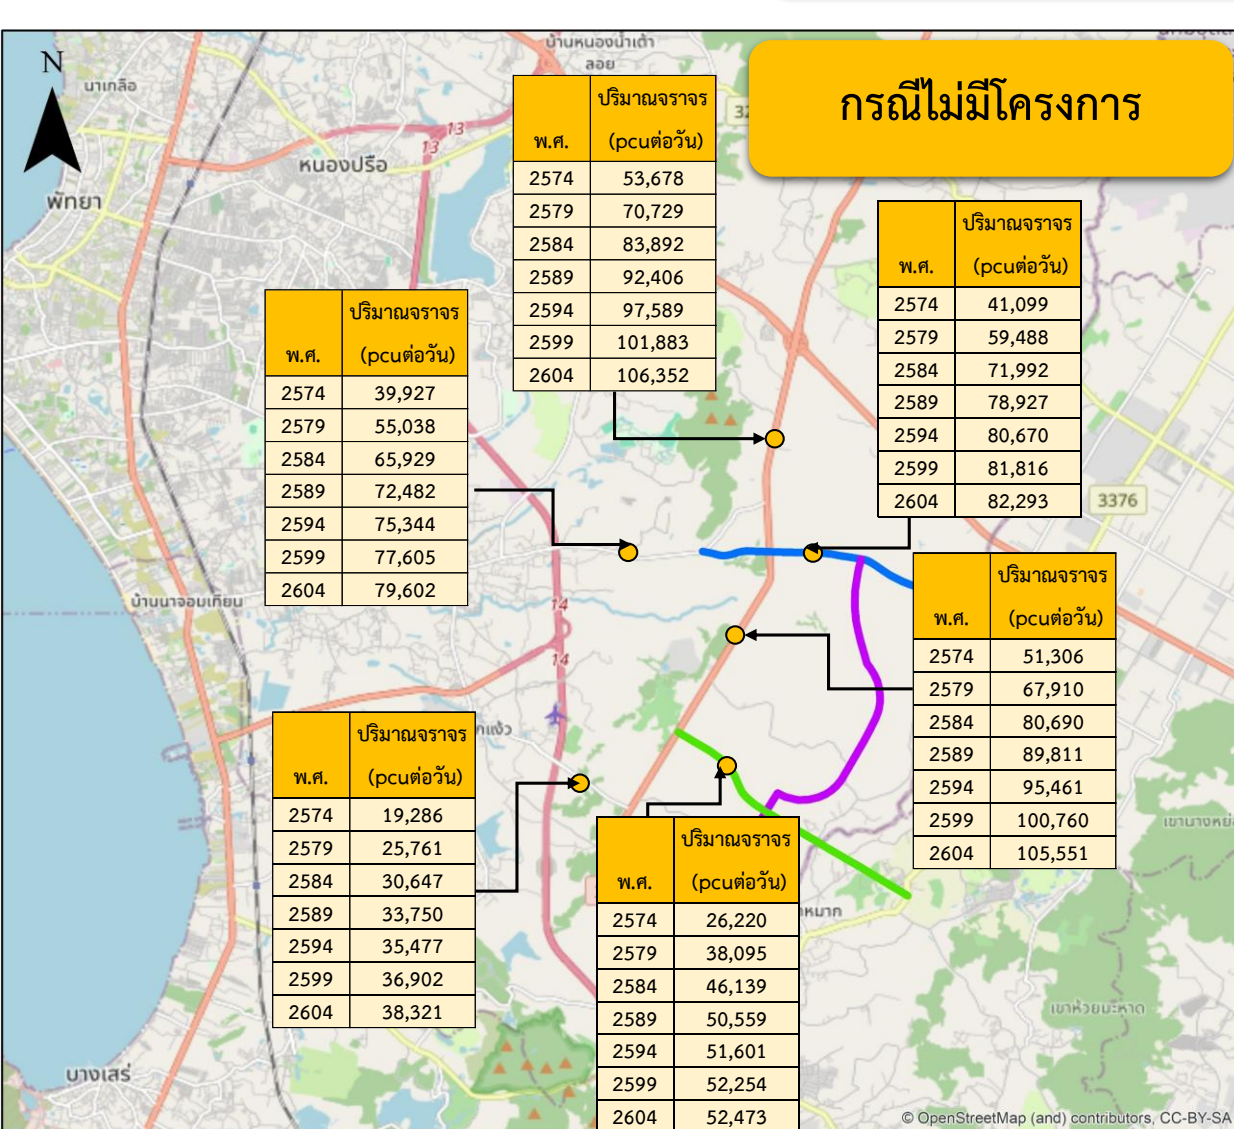 กรณีไม่มีโครงการ
N
นาเกลือ
พัทยา
หนองปรือ
13
13
บ้านหนองน้ำเต้า
ลอย
พ.ศ. ปริมาณจราจร (pcuต่อวัน)
2574 53,678
2579 70,729
2584 83,892
2589 92,406
2594 97,589
2599 101,883
2604 106,352
พ.ศ. ปริมาณจราจร (pcuต่อวัน)
2574 41,099
2579 59,488
2584 71,992
2589 78,927
2594 80,670
2599 81,816
2604 82,293
3376
พ.ศ. ปริมาณจราจร (pcuต่อวัน)
2574 39,927
2579 55,038
2584 65,929
2589 72,482
2594 75,344
2599 77,605
2604 79,602
บ้านนาจอมเทียน
14
14
พ.ศ. ปริมาณจราจร (pcuต่อวัน)
2574 51,306
2579 67,910
2584 80,690
2589 89,811
2594 95,461
2599 100,760
2604 105,551
พ.ศ. ปริมาณจราจร (pcuต่อวัน)
2574 19,286
2579 25,761
2584 30,647
2589 33,750
2594 35,477
2599 36,902
2604 38,321
พ.ศ. ปริมาณจราจร (pcuต่อวัน)
2574 26,220
2579 38,095
2584 46,139
2589 50,559
2594 51,601
2599 52,254
2604 52,473
เขาห้วยมะหาด
บางเสร่
© OpenStreetMap (and) contributors, CC-BY-SA